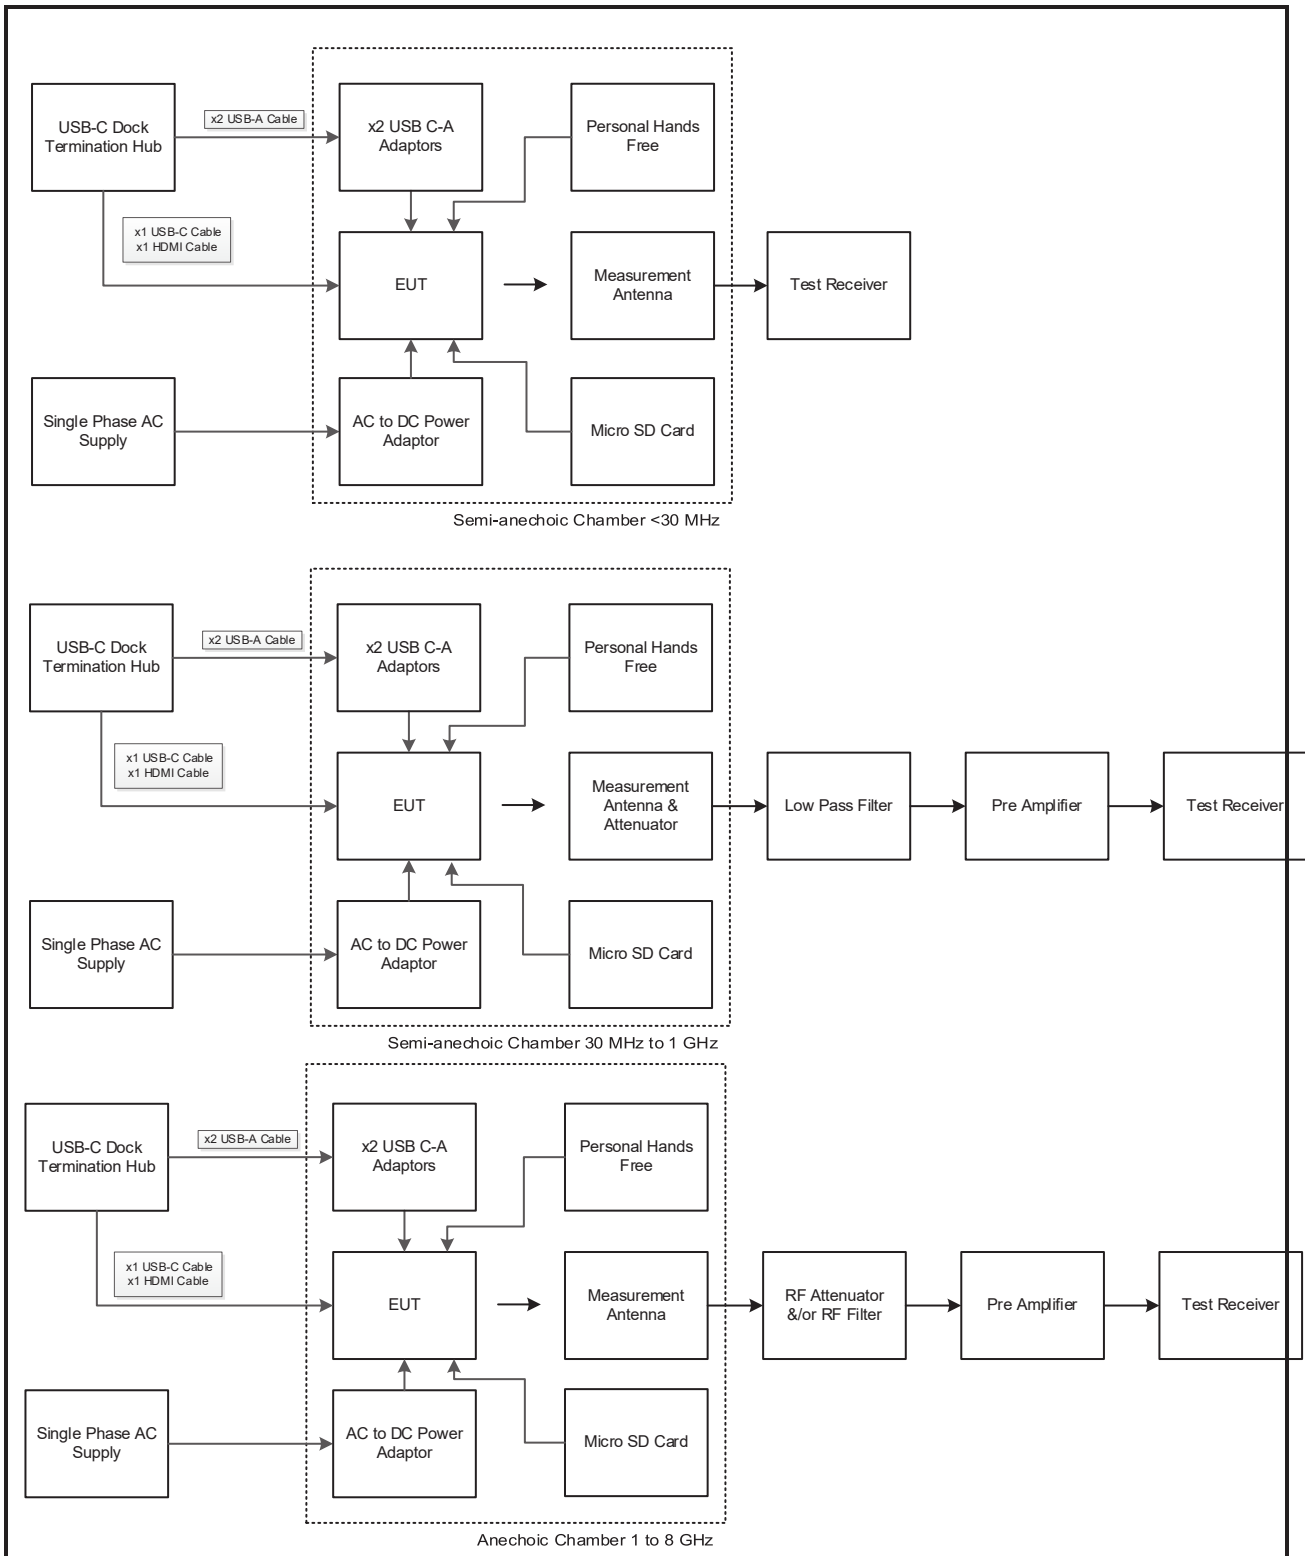 x2 USB-A Cable
USB-C Dock
Termination Hub
x2 USB C-A
Adaptors
Personal Hands
Free
x1 USB-C Cable
x1 HDMI Cable
EUT
Measurement
Antenna
Test Receiver
Single Phase AC
Supply
AC to DC Power
Adaptor
Micro SD Card
Semi-anechoic Chamber <30 MHz
x2 USB-A Cable
USB-C Dock
Termination Hub
x2 USB C-A
Adaptors
Personal Hands
Free
x1 USB-C Cable
x1 HDMI Cable
EUT
Measurement
Antenna &
Attenuator
Low Pass Filter
Pre Amplifier
Test Receiver
Single Phase AC
Supply
AC to DC Power
Adaptor
Micro SD Card
Semi-anechoic Chamber 30 MHz to 1 GHz
x2 USB-A Cable
USB-C Dock
Termination Hub
x2 USB C-A
Adaptors
Personal Hands
Free
x1 USB-C Cable
x1 HDMI Cable
EUT
Measurement
Antenna
RF Attenuator
&/or RF Filter
Pre Amplifier
Test Receiver
Single Phase AC
Supply
AC to DC Power
Adaptor
Micro SD Card
Anechoic Chamber 1 to 8 GHz